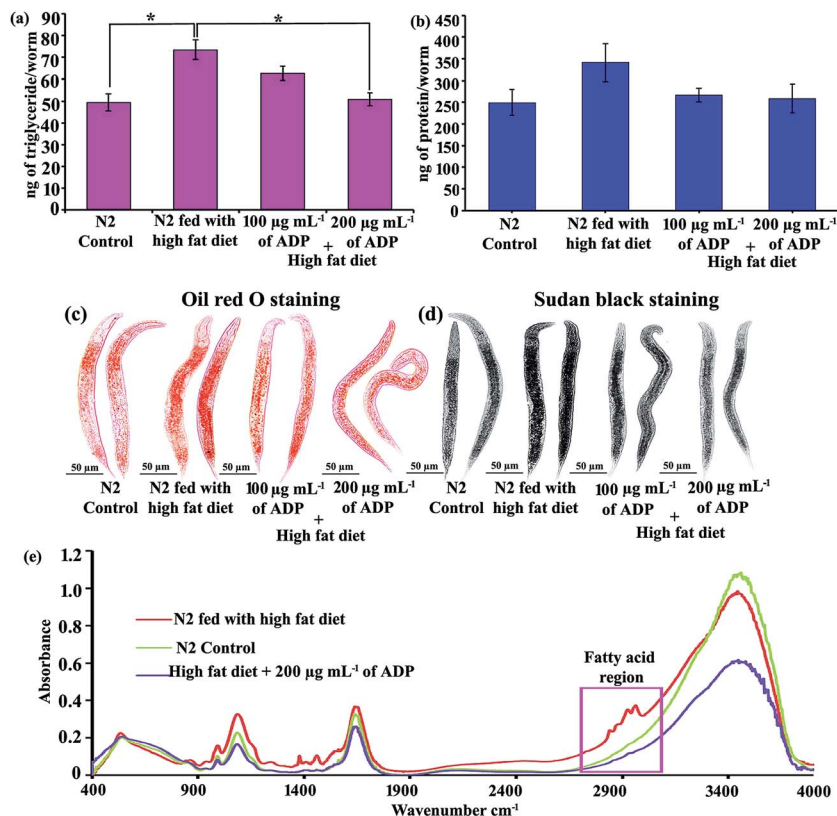 (a)
ng of triglyceride/worm
90
80
70
60
50
40
30
20
10
0
*
*
N2
Control
N2 fed with
high fat diet
100 µg mL⁻¹
of ADP
+
200 µg mL⁻¹
of ADP
High fat diet
(b)
ng of protein/worm
450
400
350
300
250
200
150
100
50
0
N2
Control
N2 fed with
high fat diet
100 µg mL⁻¹
of ADP
+
200 µg mL⁻¹
of ADP
High fat diet
Oil red O staining
(c)
50 µm
50 µm
50 µm
50 µm
N2
Control
N2 fed with
high fat diet
100 µg mL⁻¹
of ADP
+
200 µg mL⁻¹
of ADP
High fat diet
Sudan black staining
(d)
50 µm
50 µm
50 µm
50 µm
N2
Control
N2 fed with
high fat diet
100 µg mL⁻¹
of ADP
+
200 µg mL⁻¹
of ADP
High fat diet
(e)
Absorbance
1.2
1.0
0.8
0.6
0.4
0.2
0
N2 fed with high fat diet
N2 Control
High fat diet + 200 µg mL⁻¹ of ADP
Fatty acid
region
400
900
1400
1900
2400
2900
3400
4000
Wavenumber cm⁻¹